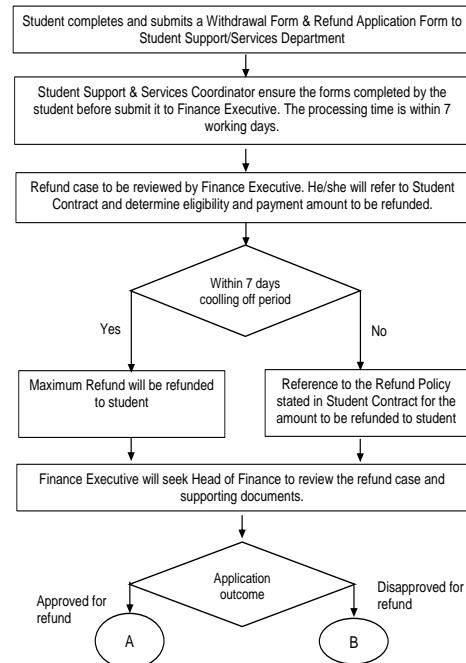 Student completes and submits a Withdrawal Form & Refund Application Form to
Student Support/Services Department
Student Support & Services Coordinator ensure the forms completed by the
student before submit it to Finance Executive. The processing time is within 7
working days.
Refund case to be reviewed by Finance Executive. He/she will refer to Student
Contract and determine eligibility and payment amount to be refunded.
Within 7 days
coolling off period
Yes
No
Maximum Refund will be refunded
to student
Reference to the Refund Policy
stated in Student Contract for the
amount to be refunded to student
Finance Executive will seek Head of Finance to review the refund case and
supporting documents.
Application
outcome
Approved for
refund
Disapproved for
refund
A
B